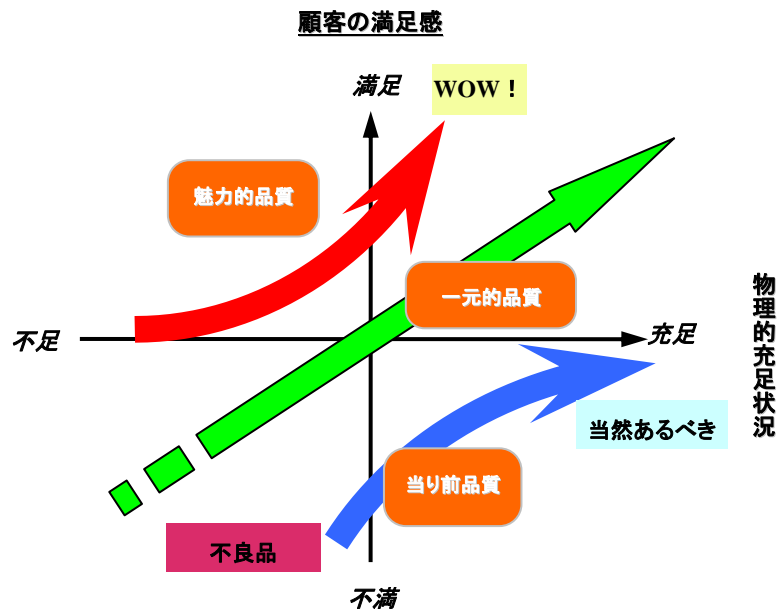 顧客の満足感
満足
WOW！
魅力的品質
一元的品質
不足
充足
物理的充足状況
当然あるべき
当り前品質
不良品
不満